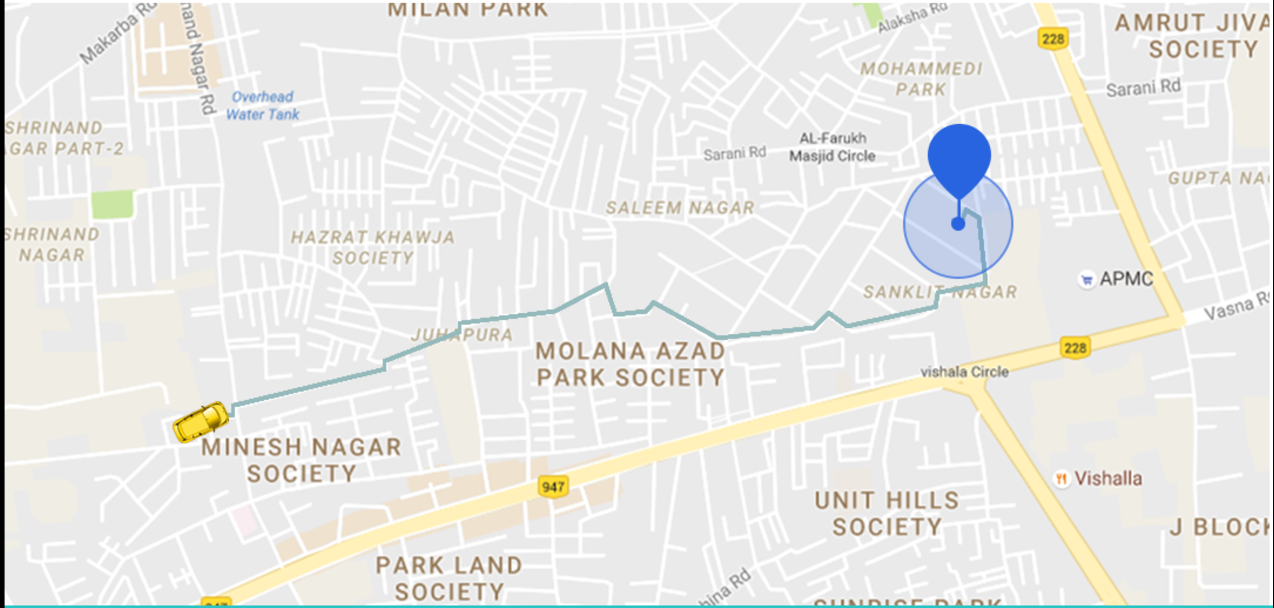 MILAN PARK
Makarba Rd
nand Nagar Rd
Alaksha Rd
228
AMRUT JIVA
SOCIETY
MOHAMMEDI
PARK
Sarani Rd
Overhead
Water Tank
SHRINAND
AGAR PART-2
AL-Farukh
Masjid Circle
Sarani Rd
GUPTA NA
SALEEM NAGAR
SHRINAND
NAGAR
HAZRAT KHAWJA
SOCIETY
APMC
SANKLIT NAGAR
Vasna R
JUHAPURA
MOLANA AZAD
PARK SOCIETY
228
vishala Circle
MINESH NAGAR
SOCIETY
947
Vishalla
UNIT HILLS
SOCIETY
J BLOCK
PARK LAND
SOCIETY
hina Rd
SUNRISE PARK
947